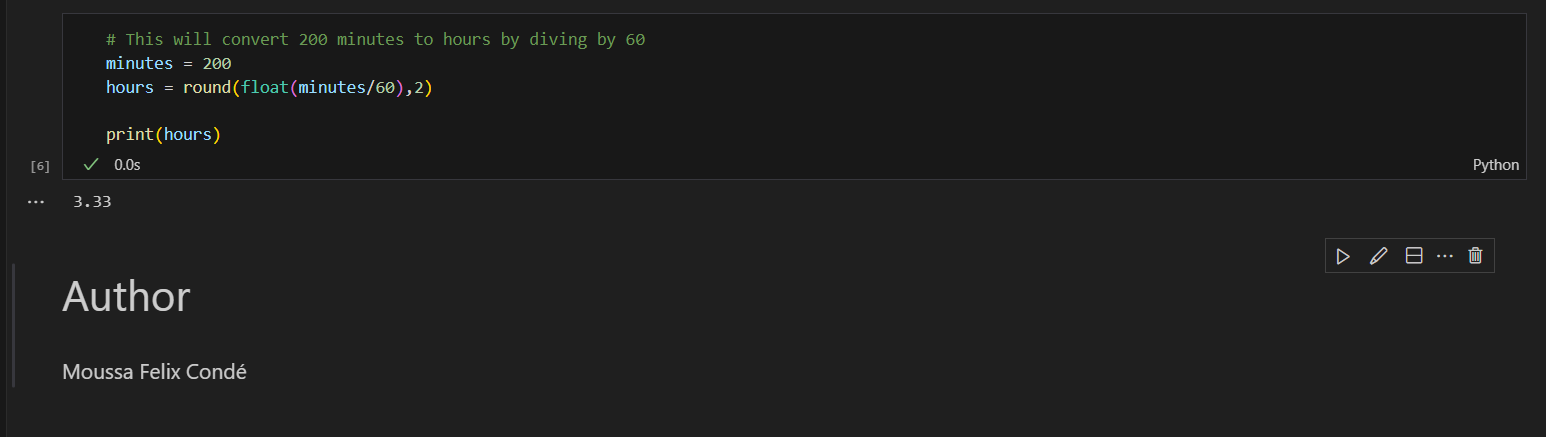 # This will convert 200 minutes to hours by diving by 60
minutes = 200
hours = round(float(minutes/60),2)
print(hours)
[6] 0.0s Python
3.33
Author
Moussa Felix Condé